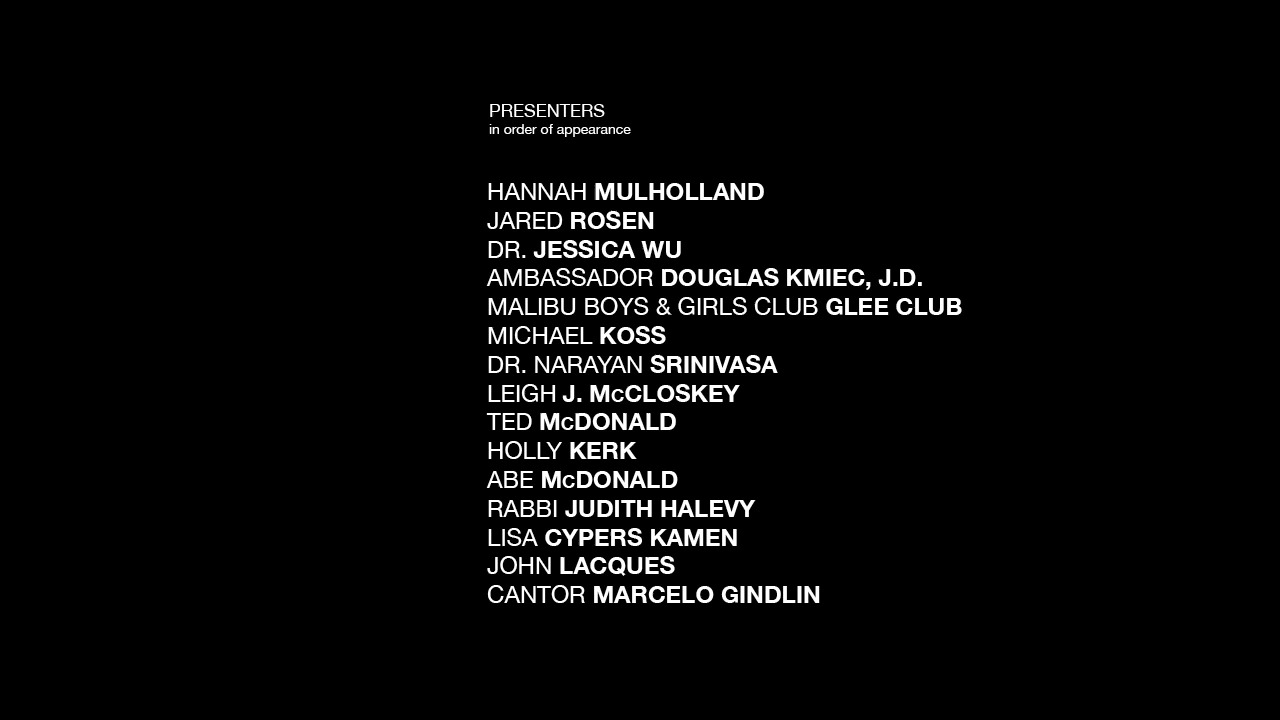 PRESENTERS
in order of appearance
HANNAH MULHOLLAND
JARED ROSEN
DR. JESSICA WU
AMBASSADOR DOUGLAS KMIEC, J.D.
MALIBU BOYS & GIRLS CLUB GLEE CLUB
MICHAEL KOSS
DR. NARAYAN SRINIVASA
LEIGH J. McCLOSKEY
TED McDONALD
HOLLY KERK
ABE McDONALD
RABBI JUDITH HALEVY
LISA CYPERS KAMEN
JOHN LACQUES
CANTOR MARCELO GINDLIN